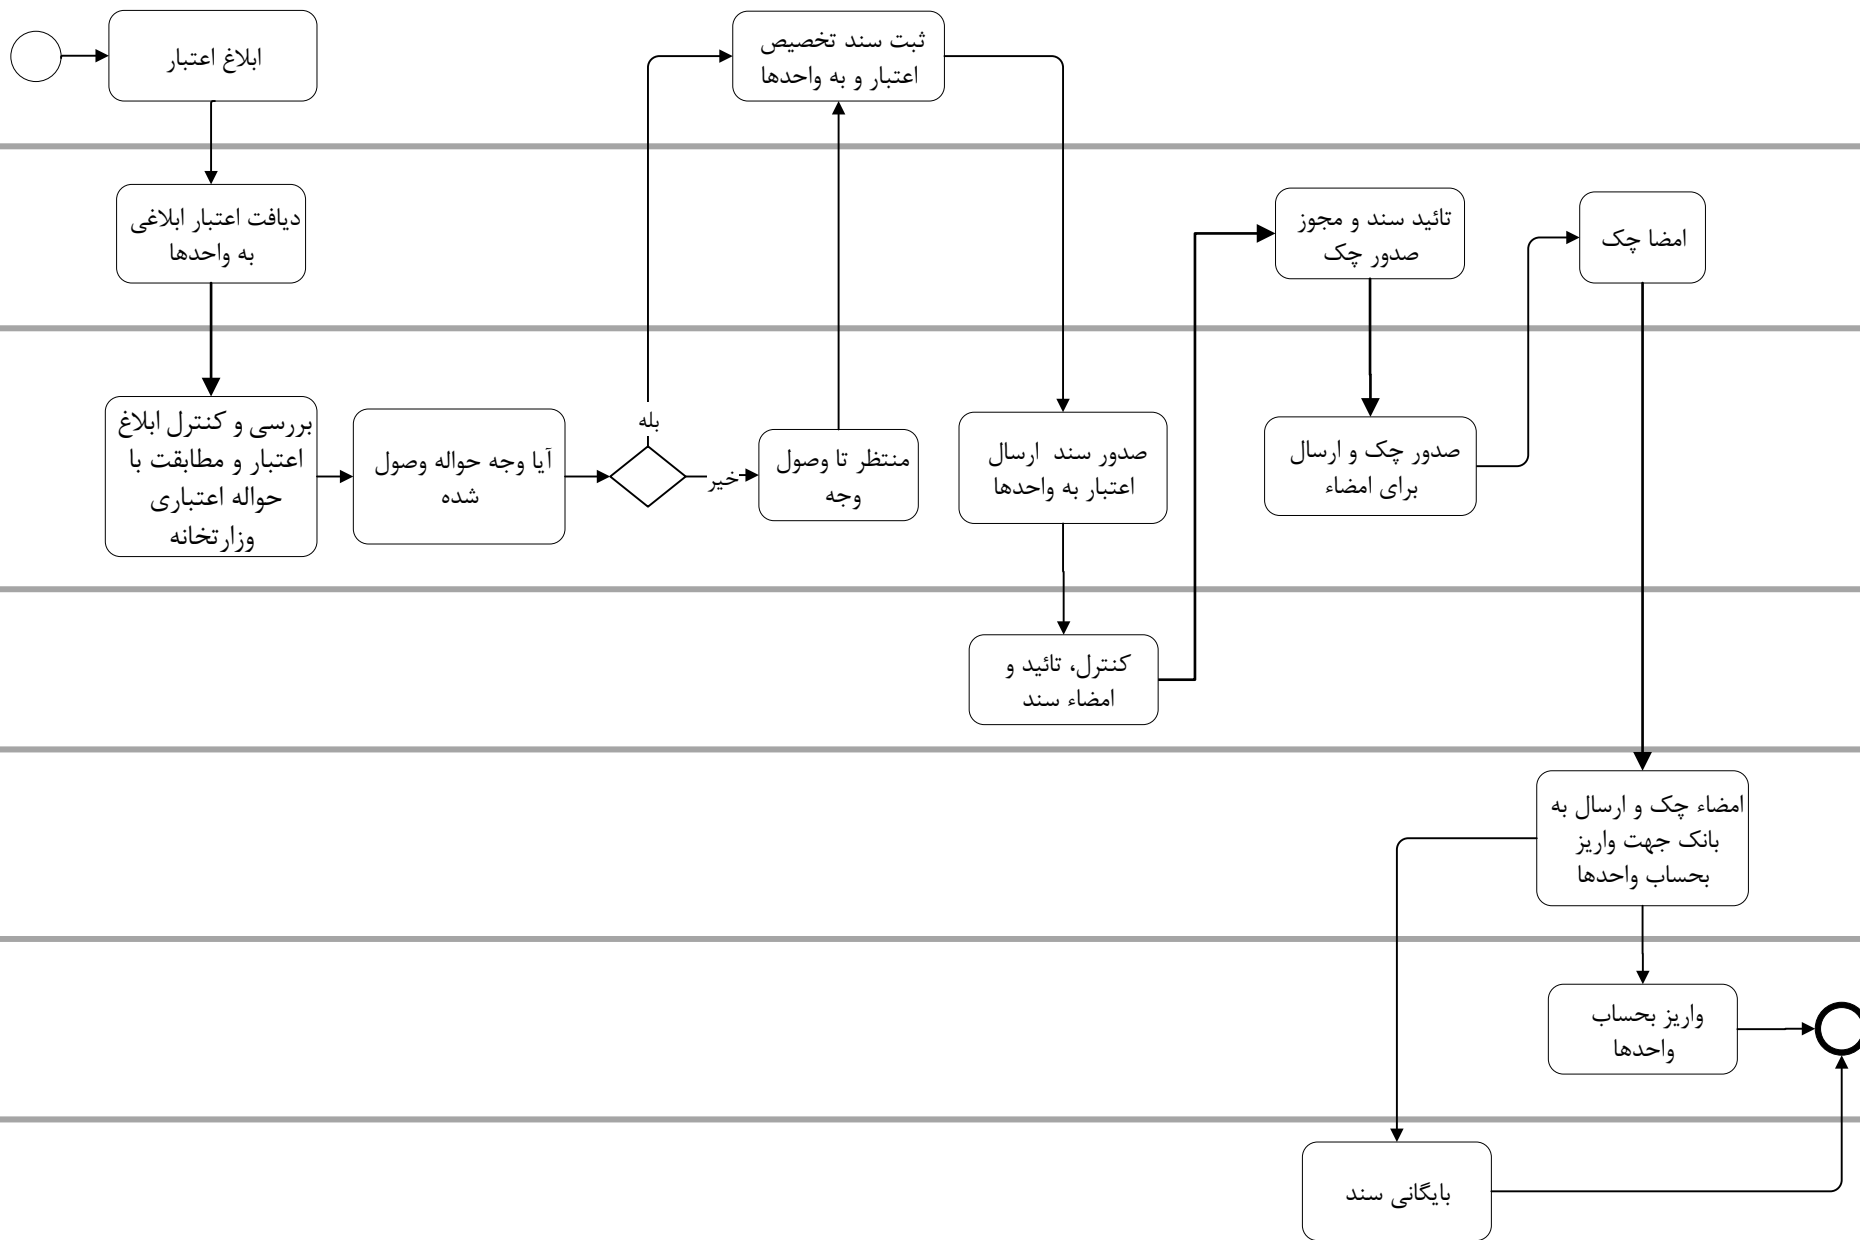 ابلاغ اعتبار
ثبت سند تخصیص
اعتبار و به واحدها
دیافت اعتبار ابلاغی
به واحدها
تائید سند و مجوز
صدور چک
امضا چک
بررسی و کنترل ابلاغ
اعتبار و مطابقت با
حواله اعتباری
وزارتخانه
آیا وجه حواله وصول
شده
بله
خیر
منتظر تا وصول
وجه
صدور سند ارسال
اعتبار به واحدها
صدور چک و ارسال
برای امضاء
کنترل، تائید و
امضاء سند
امضاء چک و ارسال به
بانک جهت واریز
بحساب واحدها
واریز بحساب
واحدها
بایگانی سند